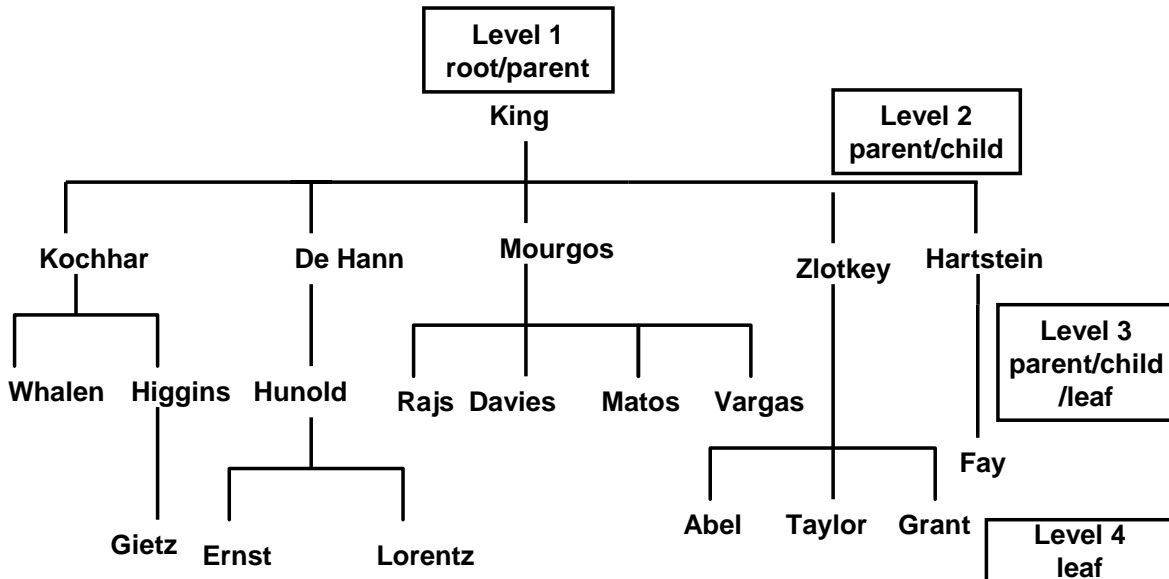 Level 1
root/parent
King
Level 2
parent/child
Kochhar
De Hann
Mourgos
Zlotkey
Hartstein
Level 3
parent/child
/leaf
Whalen
Higgins
Hunold
Rajs
Davies
Matos
Vargas
Fay
Abel
Taylor
Grant
Gietz
Ernst
Lorentz
Level 4
leaf